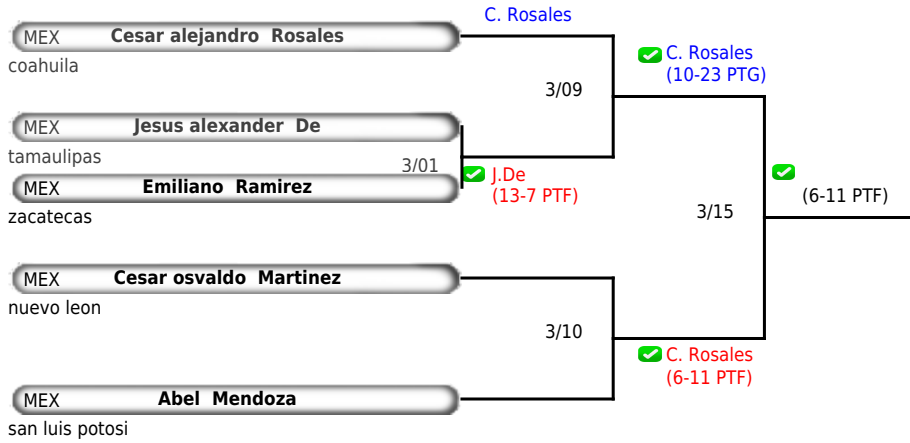 C. Rosales
MEX Cesar alejandro Rosales
coahuila
C. Rosales
(10-23 PTG)
3/09
MEX Jesus alexander De
tamaulipas
3/01
J.De
(13-7 PTF)
MEX Emiliano Ramirez
zacatecas
(6-11 PTF)
3/15
MEX Cesar osvaldo Martinez
nuevo leon
3/10
C. Rosales
(6-11 PTF)
MEX Abel Mendoza
san luis potosi